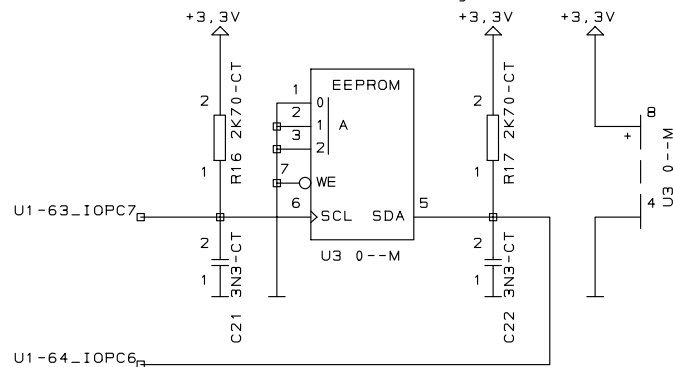 +3,3V
+3,3V
+3,3V
EEPROM
1
0
2
1
A
3
2
7
WE
2
R16 2K70-CT
1
2
R17 2K70-CT
1
8
+
4
U3 0--M
U1-63_IOPC7
6
SCL
SDA
5
U3 0--M
2
1
C21 3N3-CT
2
1
C22 3N3-CT
U1-64_IOPC6